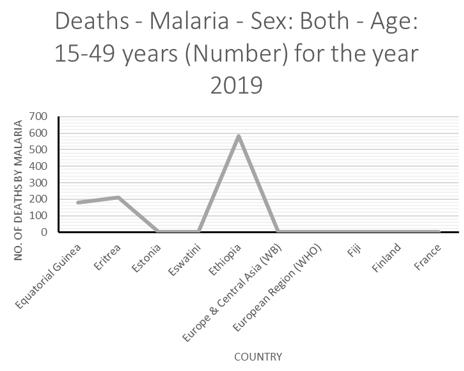 Deaths - Malaria - Sex: Both - Age:
15-49 years (Number) for the year
2019
700
600
500
400
300
200
100
0
NO. OF DEATHS BY MALARIA
Equatorial Guinea
Eritrea
Estonia
Eswatini
Ethiopia
Europe & Central Asia (WB)
European Region (WHO)
Fiji
Finland
France
COUNTRY